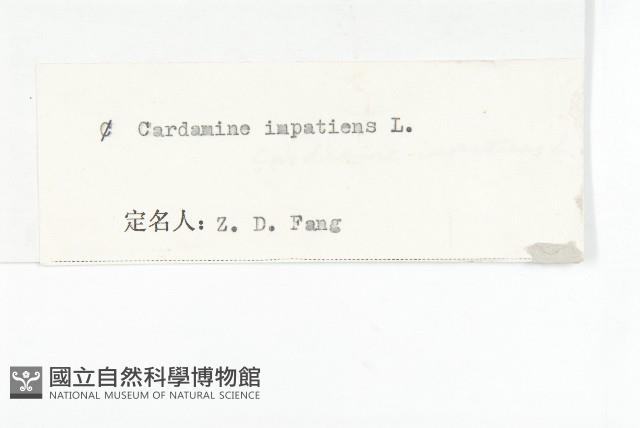 Cardamine impatiens L.
定名人: Z. D. Fang
國立自然科學博物館
NATIONAL MUSEUM OF NATURAL SCIENCE